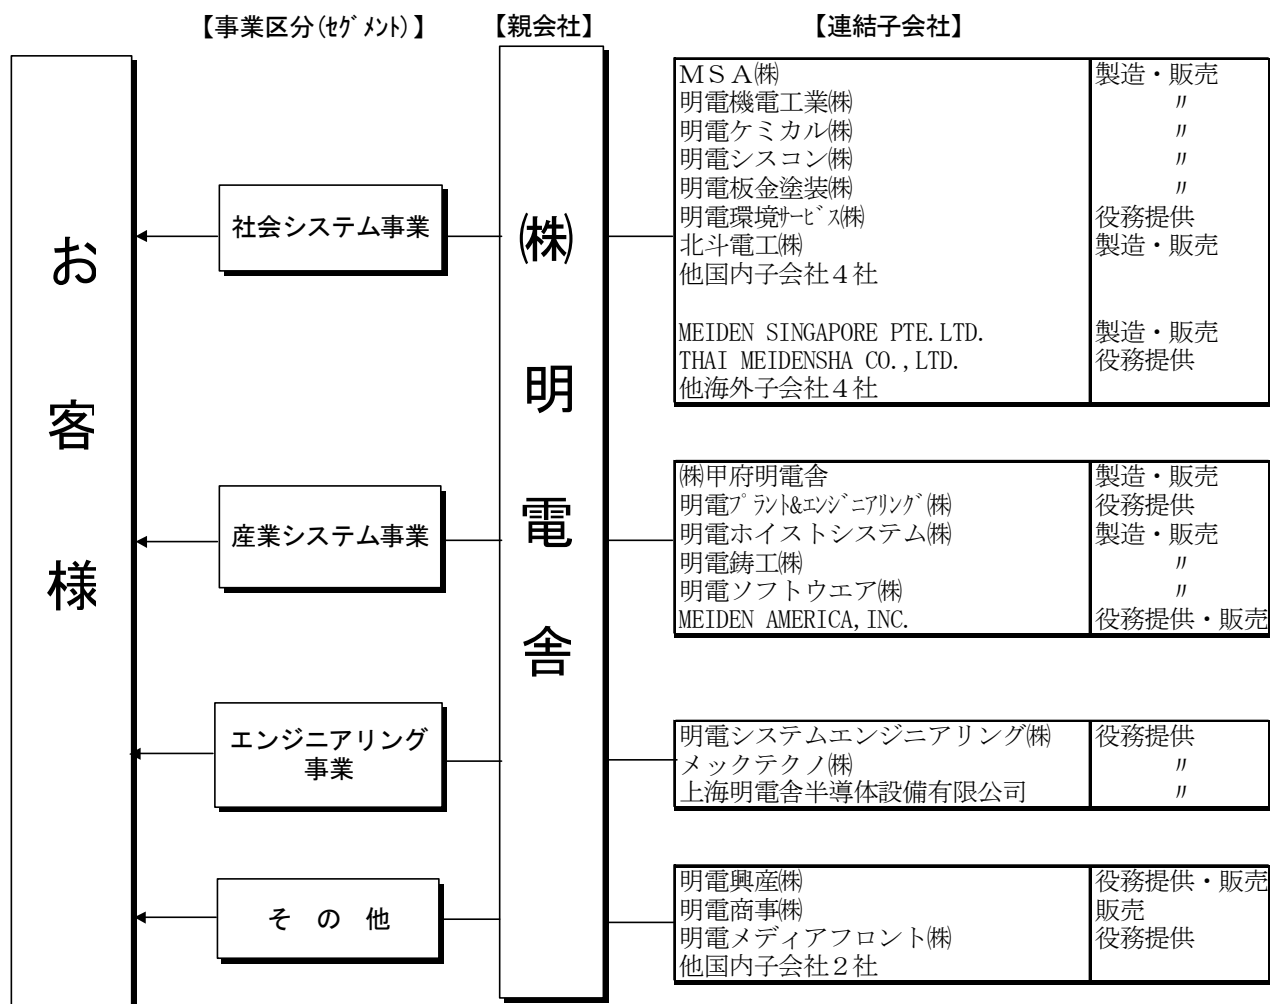 【事業区分(ｾｸﾞﾒﾝﾄ)】
【親会社】
【連結子会社】
お客様
社会システム事業
産業システム事業
エンジニアリング
事業
そ の 他
㈱明電舎
ＭＳＡ㈱ 製造・販売
明電機電工業㈱ 〃
明電ケミカル㈱ 〃
明電シスコン㈱ 〃
明電板金塗装㈱ 〃
明電環境ｻｰﾋﾞｽ㈱ 役務提供
北斗電工㈱ 製造・販売
他国内子会社４社
MEIDEN SINGAPORE PTE.LTD. 製造・販売
THAI MEIDENSHA CO.,LTD. 役務提供
他海外子会社４社
㈱甲府明電舎 製造・販売
明電ﾌﾟﾗﾝﾄ&ｴﾝｼﾞﾆｱﾘﾝｸﾞ㈱ 役務提供
明電ホイストシステム㈱ 製造・販売
明電鋳工㈱ 〃
明電ソフトウエア㈱ 〃
MEIDEN AMERICA,INC. 役務提供・販売
明電システムエンジニアリング㈱ 役務提供
メックテクノ㈱ 〃
上海明電舎半導体設備有限公司 〃
明電興産㈱ 役務提供・販売
明電商事㈱ 販売
明電メディアフロント㈱ 役務提供
他国内子会社２社